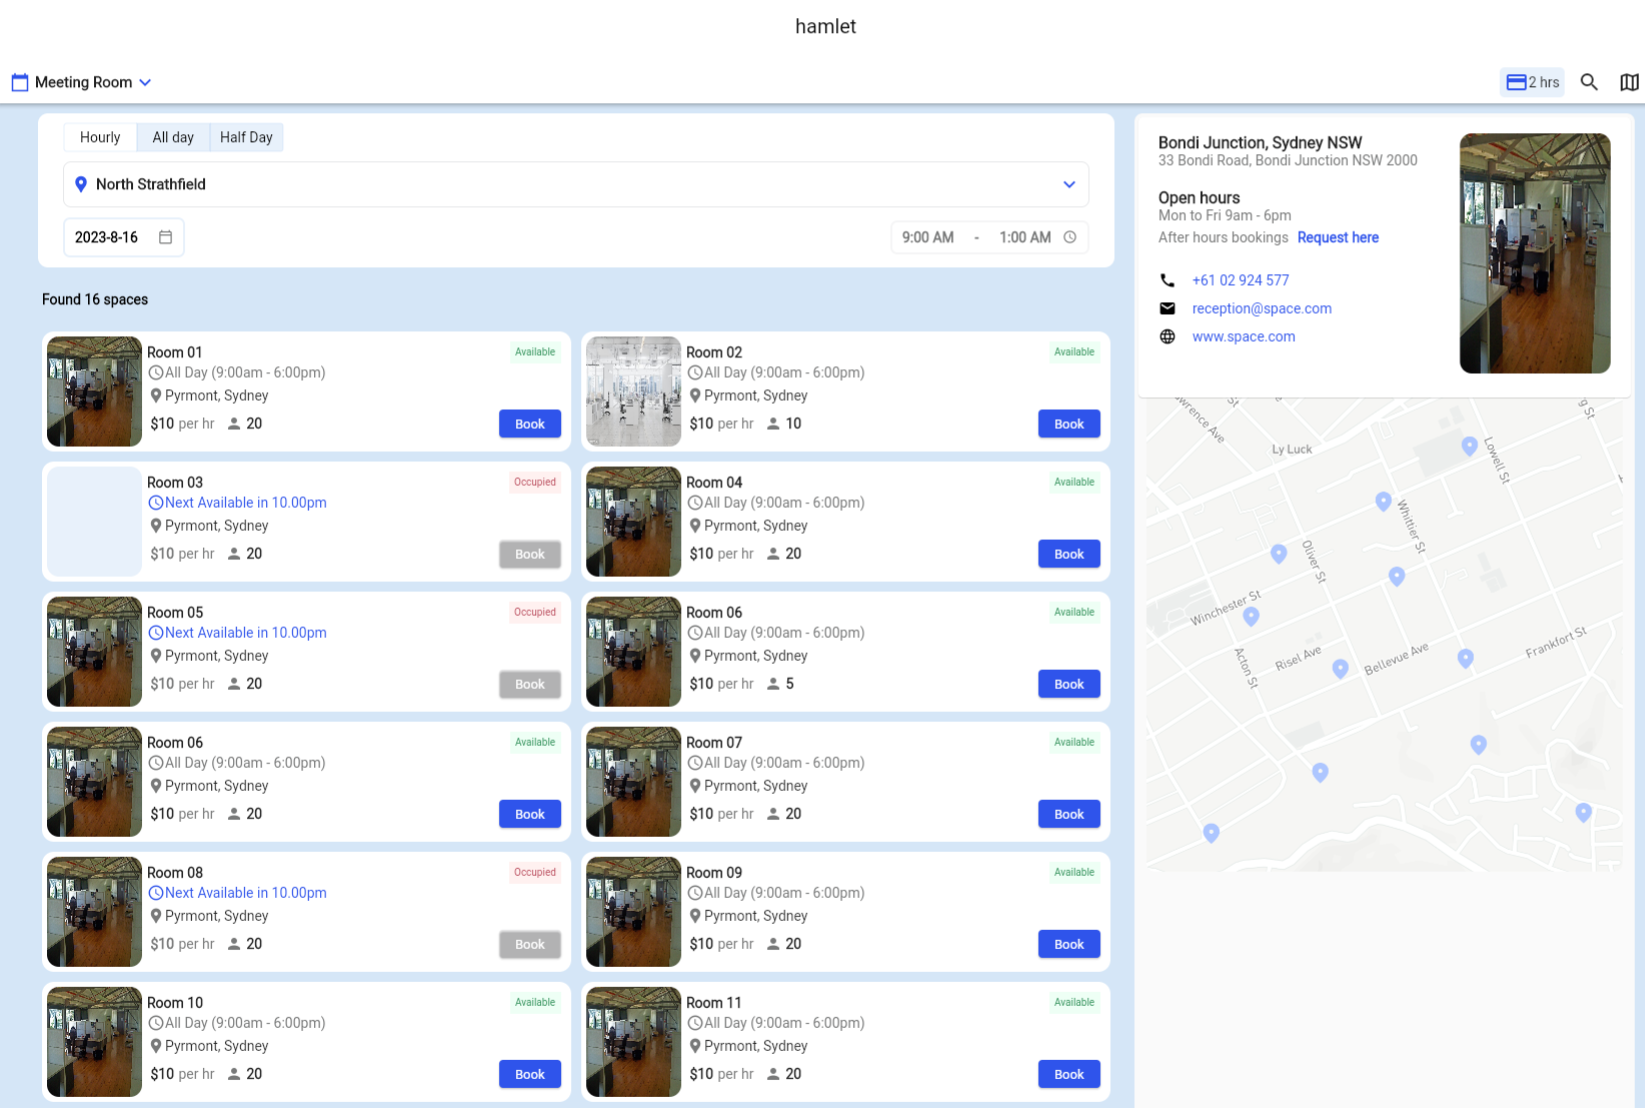 hamlet
Meeting Room
2 hrs
Hourly
All day
Half Day
North Strathfield
2023-8-16
9:00 AM - 1:00 AM
Found 16 spaces
Room 01
Available
All Day (9:00am - 6:00pm)
Pyrmont, Sydney
$10 per hr 20
Book
Room 02
Available
All Day (9:00am - 6:00pm)
Pyrmont, Sydney
$10 per hr 10
Book
Room 03
Occupied
Next Available in 10.00pm
Pyrmont, Sydney
$10 per hr 20
Book
Room 04
Available
All Day (9:00am - 6:00pm)
Pyrmont, Sydney
$10 per hr 20
Book
Room 05
Occupied
Next Available in 10.00pm
Pyrmont, Sydney
$10 per hr 20
Book
Room 06
Available
All Day (9:00am - 6:00pm)
Pyrmont, Sydney
$10 per hr 5
Book
Room 06
Available
All Day (9:00am - 6:00pm)
Pyrmont, Sydney
$10 per hr 20
Book
Room 07
Available
All Day (9:00am - 6:00pm)
Pyrmont, Sydney
$10 per hr 20
Book
Room 08
Occupied
Next Available in 10.00pm
Pyrmont, Sydney
$10 per hr 20
Book
Room 09
Available
All Day (9:00am - 6:00pm)
Pyrmont, Sydney
$10 per hr 20
Book
Room 10
Available
All Day (9:00am - 6:00pm)
Pyrmont, Sydney
$10 per hr 20
Book
Room 11
Available
All Day (9:00am - 6:00pm)
Pyrmont, Sydney
$10 per hr 20
Book
Bondi Junction, Sydney NSW
33 Bondi Road, Bondi Junction NSW 2000
Open hours
Mon to Fri 9am - 6pm
After hours bookings Request here
+61 02 924 577
reception@space.com
www.space.com
St
g St
Ly Luck
Lowell St
Whittier St
Oliver St
Winchester St
Acton St
Risel Ave
Bellevue Ave
Frankfort St